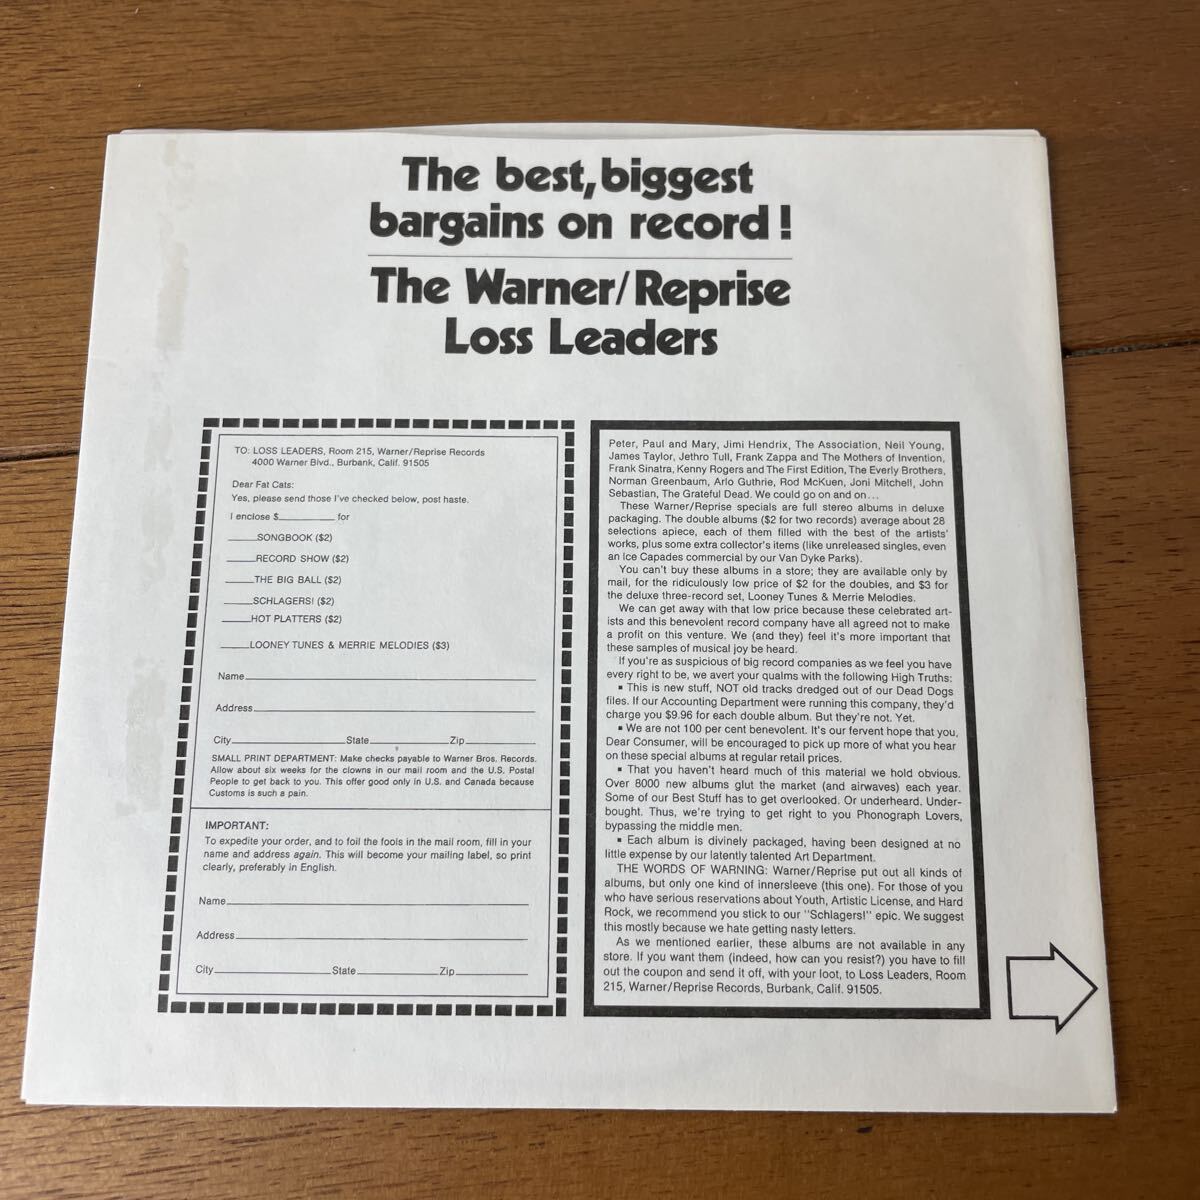 The best, biggest
bargains on record!
The Warner/Reprise
Loss Leaders
TO: LOSS LEADERS, Room 215, Warner/Reprise Records
4000 Warner Blvd., Burbank, Calif. 91505
Dear Fat Cats:
Yes, please send those I've checked below, post haste.
I enclose $__________ for
_____SONGBOOK ($2)
_____RECORD SHOW ($2)
_____THE BIG BALL ($2)
_____SCHLAGERS! ($2)
_____HOT PLATTERS ($2)
_____LOONEY TUNES & MERRIE MELODIES ($3)
Name__________
Address__________
City__________State__________Zip__________
SMALL PRINT DEPARTMENT: Make checks payable to Warner Bros. Records.
Allow about six weeks for the clowns in our mail room and the U.S. Postal
People to get back to you. This offer good only in U.S. and Canada because
Customs is such a pain.
IMPORTANT:
To expedite your order, and to foil the fools in the mail room, fill in your
name and address again. This will become your mailing label, so print
clearly, preferably in English.
Name__________
Address__________
City__________State__________Zip__________
Peter, Paul and Mary, Jimi Hendrix, The Association, Neil Young,
James Taylor, Jethro Tull, Frank Zappa and The Mothers of Invention,
Frank Sinatra, Kenny Rogers and The First Edition, The Everly Brothers,
Norman Greenbaum, Arlo Guthrie, Rod McKuen, Joni Mitchell, John
Sebastian, The Grateful Dead. We could go on and on...
These Warner/Reprise specials are full stereo albums in deluxe
packaging. The double albums ($2 for two records) average about 28
selections apiece, each of them filled with the best of the artists'
works, plus some extra collector's items (like unreleased singles, even
an Ice Capades commercial by our Van Dyke Parks).
You can't buy these albums in a store; they are available only by
mail, for the ridiculously low price of $2 for the doubles, and $3 for
the deluxe three-record set, Looney Tunes & Merrie Melodies.
We can get away with that low price because these celebrated art-
ists and this benevolent record company have all agreed not to make
a profit on this venture. We (and they) feel it's more important that
these samples of musical joy be heard.
If you're as suspicious of big record companies as we feel you have
every right to be, we avert your qualms with the following High Truths:
▪ This is new stuff, NOT old tracks dredged out of our Dead Dogs
files. If our Accounting Department were running this company, they'd
charge you $9.96 for each double album. But they're not. Yet.
▪ We are not 100 per cent benevolent. It's our fervent hope that you,
Dear Consumer, will be encouraged to pick up more of what you hear
on these special albums at regular retail prices.
▪ That you haven't heard much of this material we hold obvious.
Over 8000 new albums glut the market (and airwaves) each year.
Some of our Best Stuff has to get overlooked. Or underheard. Under-
bought. Thus, we're trying to get right to you Phonograph Lovers,
bypassing the middle men.
▪ Each album is divinely packaged, having been designed at no
little expense by our latently talented Art Department.
THE WORDS OF WARNING: Warner/Reprise put out all kinds of
albums, but only one kind of innersleeve (this one). For those of you
who have serious reservations about Youth, Artistic License, and Hard
Rock, we recommend you stick to our "Schlagers!" epic. We suggest
this mostly because we hate getting nasty letters.
As we mentioned earlier, these albums are not available in any
store. If you want them (indeed, how can you resist?) you have to fill
out the coupon and send it off, with your loot, to Loss Leaders, Room
215, Warner/Reprise Records, Burbank, Calif. 91505.